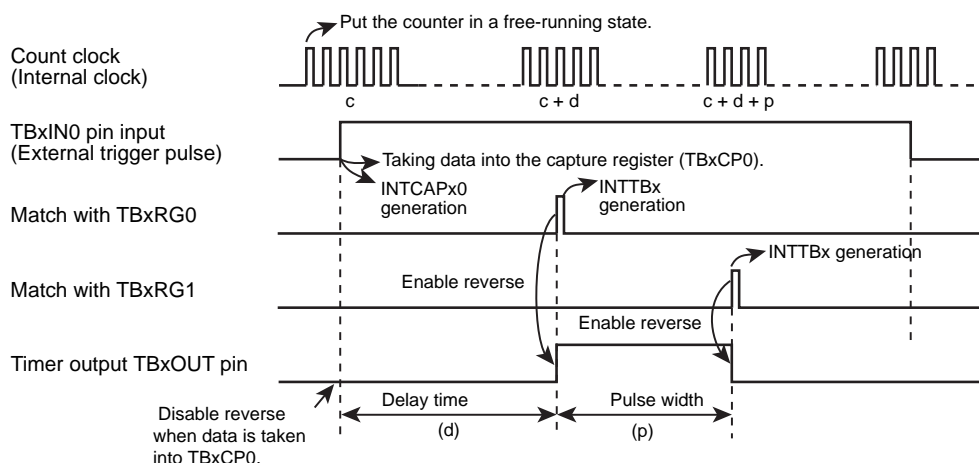 Put the counter in a free-running state.
Count clock
(Internal clock)
c
c + d
c + d + p
TBxIN0 pin input
(External trigger pulse)
Taking data into the capture register (TBxCP0).
INTCAPx0
generation
INTTBx
generation
Match with TBxRG0
INTTBx generation
Enable reverse
Match with TBxRG1
Enable reverse
Timer output TBxOUT pin
Disable reverse
when data is taken
into TBxCP0.
Delay time
(d)
Pulse width
(p)